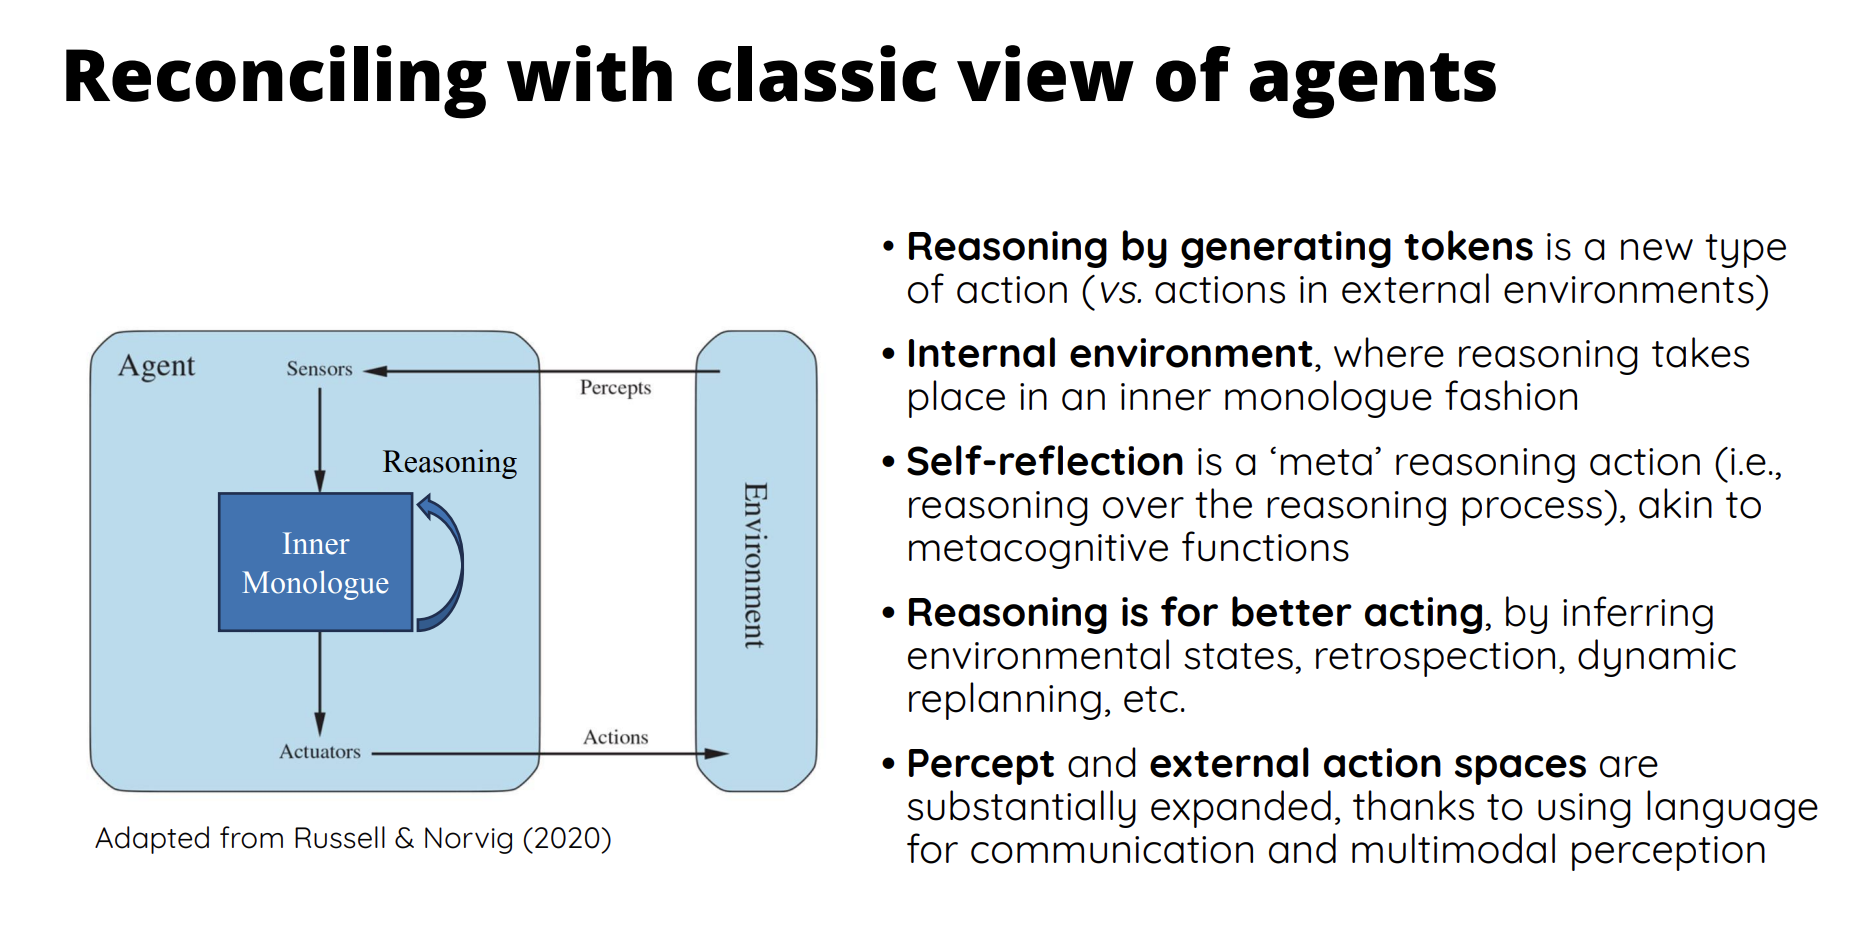 Reconciling with classic view of agents
Agent
Sensors
Percepts
Reasoning
Inner
Monologue
Environment
Actuators
Actions
Adapted from Russell & Norvig (2020)
• Reasoning by generating tokens is a new type
of action (vs. actions in external environments)
• Internal environment, where reasoning takes
place in an inner monologue fashion
• Self-reflection is a ‘meta’ reasoning action (i.e.,
reasoning over the reasoning process), akin to
metacognitive functions
• Reasoning is for better acting, by inferring
environmental states, retrospection, dynamic
replanning, etc.
• Percept and external action spaces are
substantially expanded, thanks to using language
for communication and multimodal perception